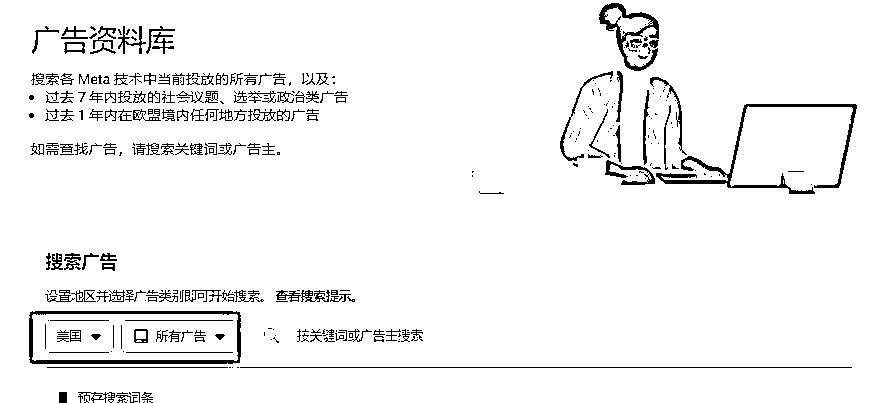 广告资料库
搜索各 Meta 技术中当前投放的所有广告，以及：
• 过去 7 年内投放的社会议题、选举或政治类广告
• 过去 1 年内在欧盟境内任何地方投放的广告
如需查找广告，请搜索关键词或广告主。
搜索广告
设置地区并选择广告类别即可开始搜索。 查看搜索提示。
美国 所有广告 按关键词或广告主搜索
预存搜索词条